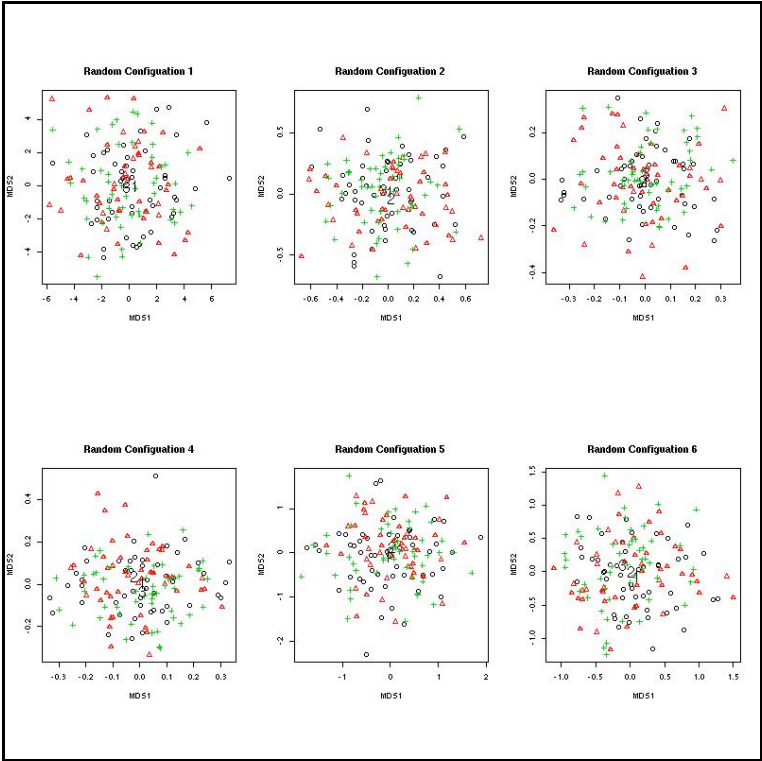 Random Configuation 1
4
2
0
-2
-4
MDS2
-6 -4 -2 0 2 4 6
MDS1
Random Configuation 2
0.5
0.0
-0.5
MDS2
-0.6 -0.4 -0.2 0.0 0.2 0.4 0.6
MDS1
Random Configuation 3
0.2
0.0
-0.2
-0.4
MDS2
-0.3 -0.2 -0.1 0.0 0.1 0.2 0.3
MDS1
Random Configuation 4
0.4
0.2
0.0
-0.2
MDS2
-0.3 -0.2 -0.1 0.0 0.1 0.2 0.3
MDS1
Random Configuation 5
1
0
-1
-2
MDS2
-1 0 1 2
MDS1
Random Configuation 6
1.5
1.0
0.5
0.0
-0.5
-1.0
MDS2
-1.0 -0.5 0.0 0.5 1.0 1.5
MDS1